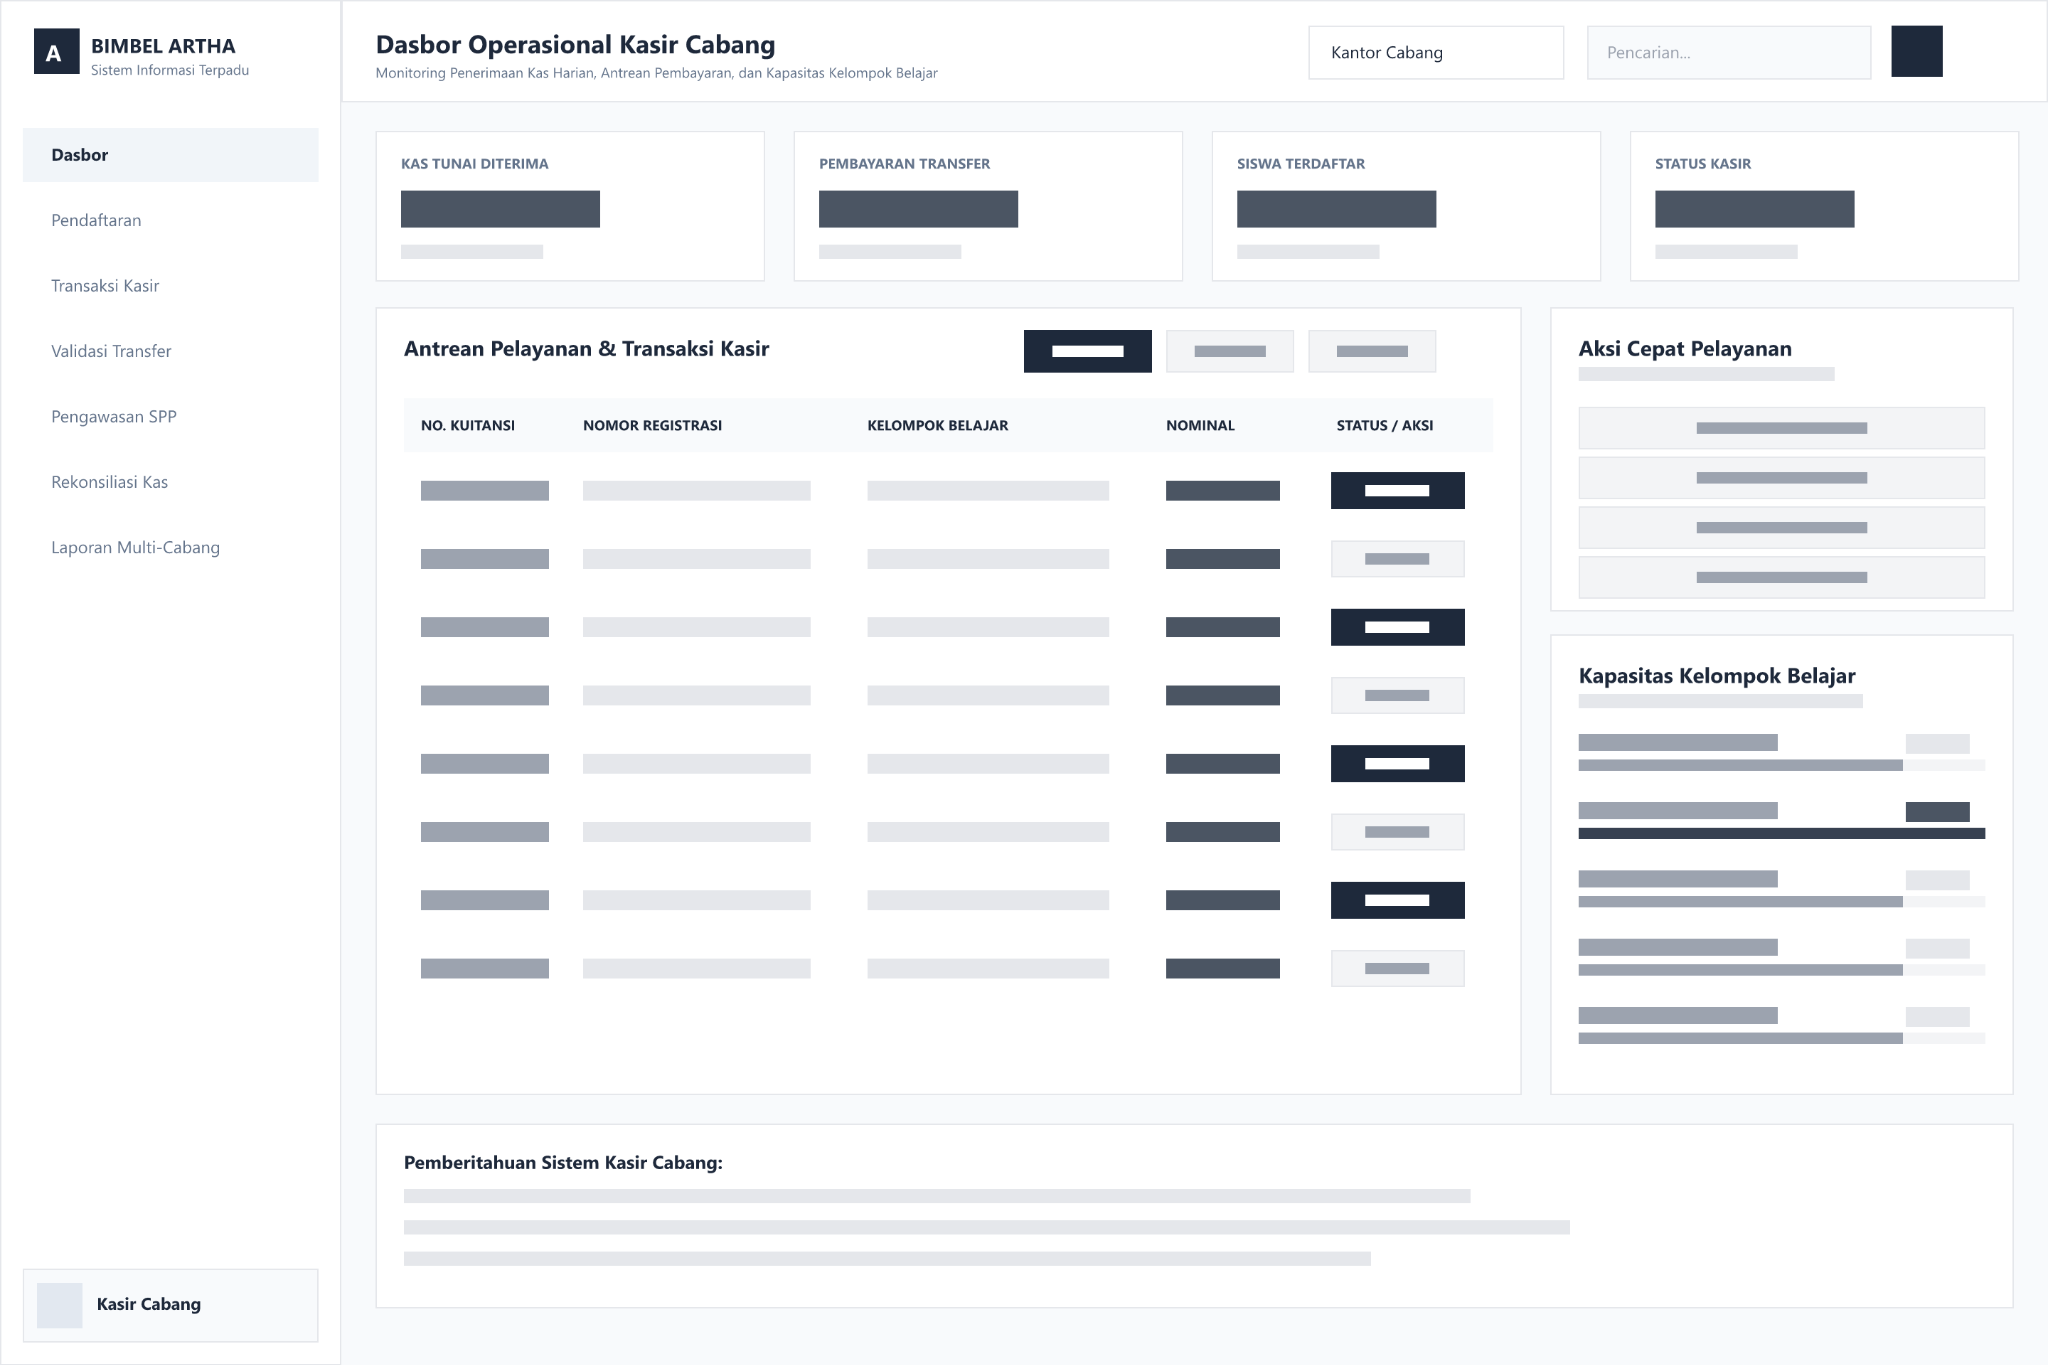 A
BIMBEL ARTHA
Sistem Informasi Terpadu
Dasbor
Pendaftaran
Transaksi Kasir
Validasi Transfer
Pengawasan SPP
Rekonsiliasi Kas
Laporan Multi-Cabang
Kasir Cabang
Dasbor Operasional Kasir Cabang
Monitoring Penerimaan Kas Harian, Antrean Pembayaran, dan Kapasitas Kelompok Belajar
Kantor Cabang
Pencarian...
KAS TUNAI DITERIMA
PEMBAYARAN TRANSFER
SISWA TERDAFTAR
STATUS KASIR
Antrean Pelayanan & Transaksi Kasir
NO. KUITANSI
NOMOR REGISTRASI
KELOMPOK BELAJAR
NOMINAL
STATUS / AKSI
Aksi Cepat Pelayanan
Kapasitas Kelompok Belajar
Pemberitahuan Sistem Kasir Cabang: